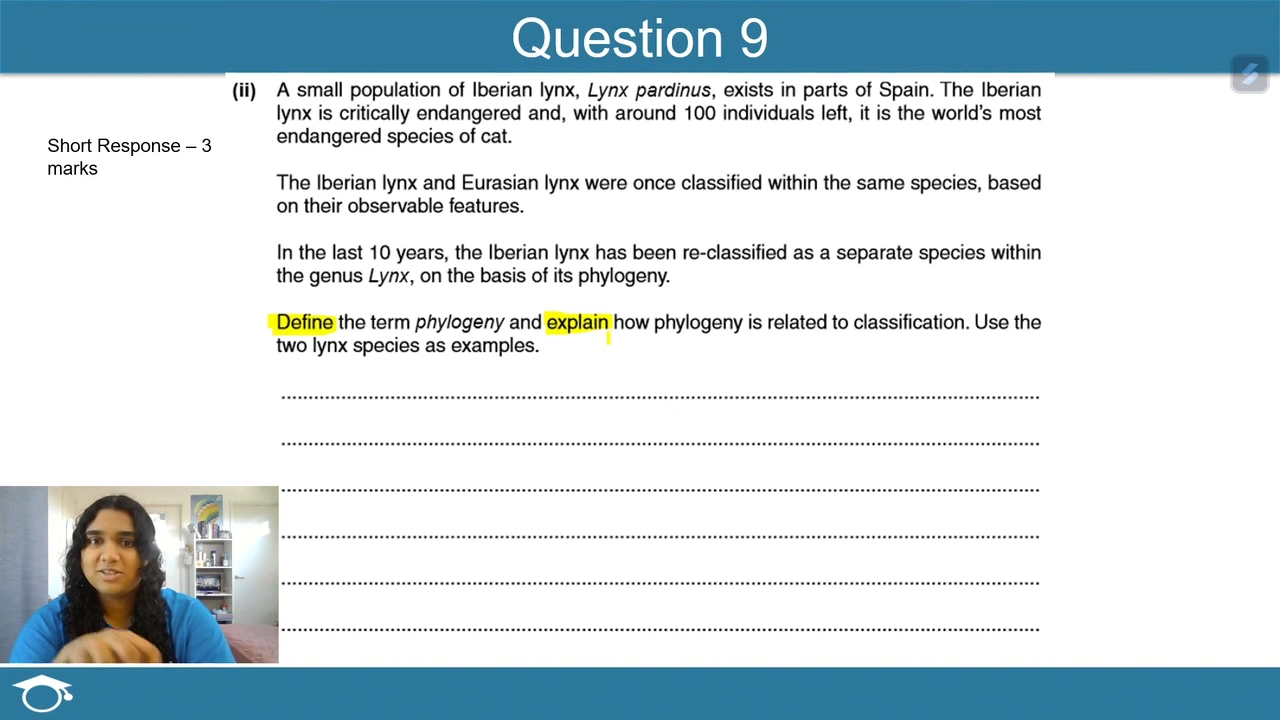 Question 9
Short Response – 3
marks
(ii) A small population of Iberian lynx, Lynx pardinus, exists in parts of Spain. The Iberian
lynx is critically endangered and, with around 100 individuals left, it is the world's most
endangered species of cat.
The Iberian lynx and Eurasian lynx were once classified within the same species, based
on their observable features.
In the last 10 years, the Iberian lynx has been re-classified as a separate species within
the genus Lynx, on the basis of its phylogeny.
Define the term phylogeny and explain how phylogeny is related to classification. Use the
two lynx species as examples.